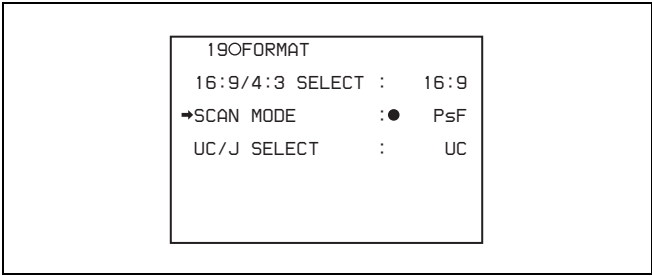 19○FORMAT
16:9/4:3 SELECT : 16:9
➡SCAN MODE :● PsF
UC/J SELECT : UC